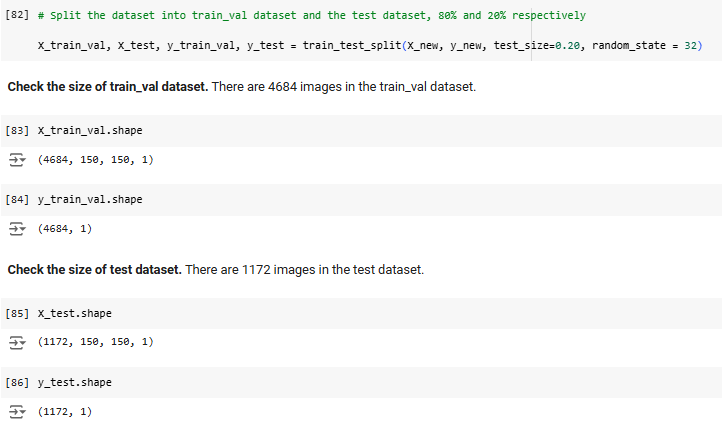 [82] # Split the dataset into train_val dataset and the test dataset, 80% and 20% respectively
X_train_val, X_test, y_train_val, y_test = train_test_split(X_new, y_new, test_size=0.20, random_state = 32)
Check the size of train_val dataset. There are 4684 images in the train_val dataset.
[83] X_train_val.shape
(4684, 150, 150, 1)
[84] y_train_val.shape
(4684, 1)
Check the size of test dataset. There are 1172 images in the test dataset.
[85] X_test.shape
(1172, 150, 150, 1)
[86] y_test.shape
(1172, 1)